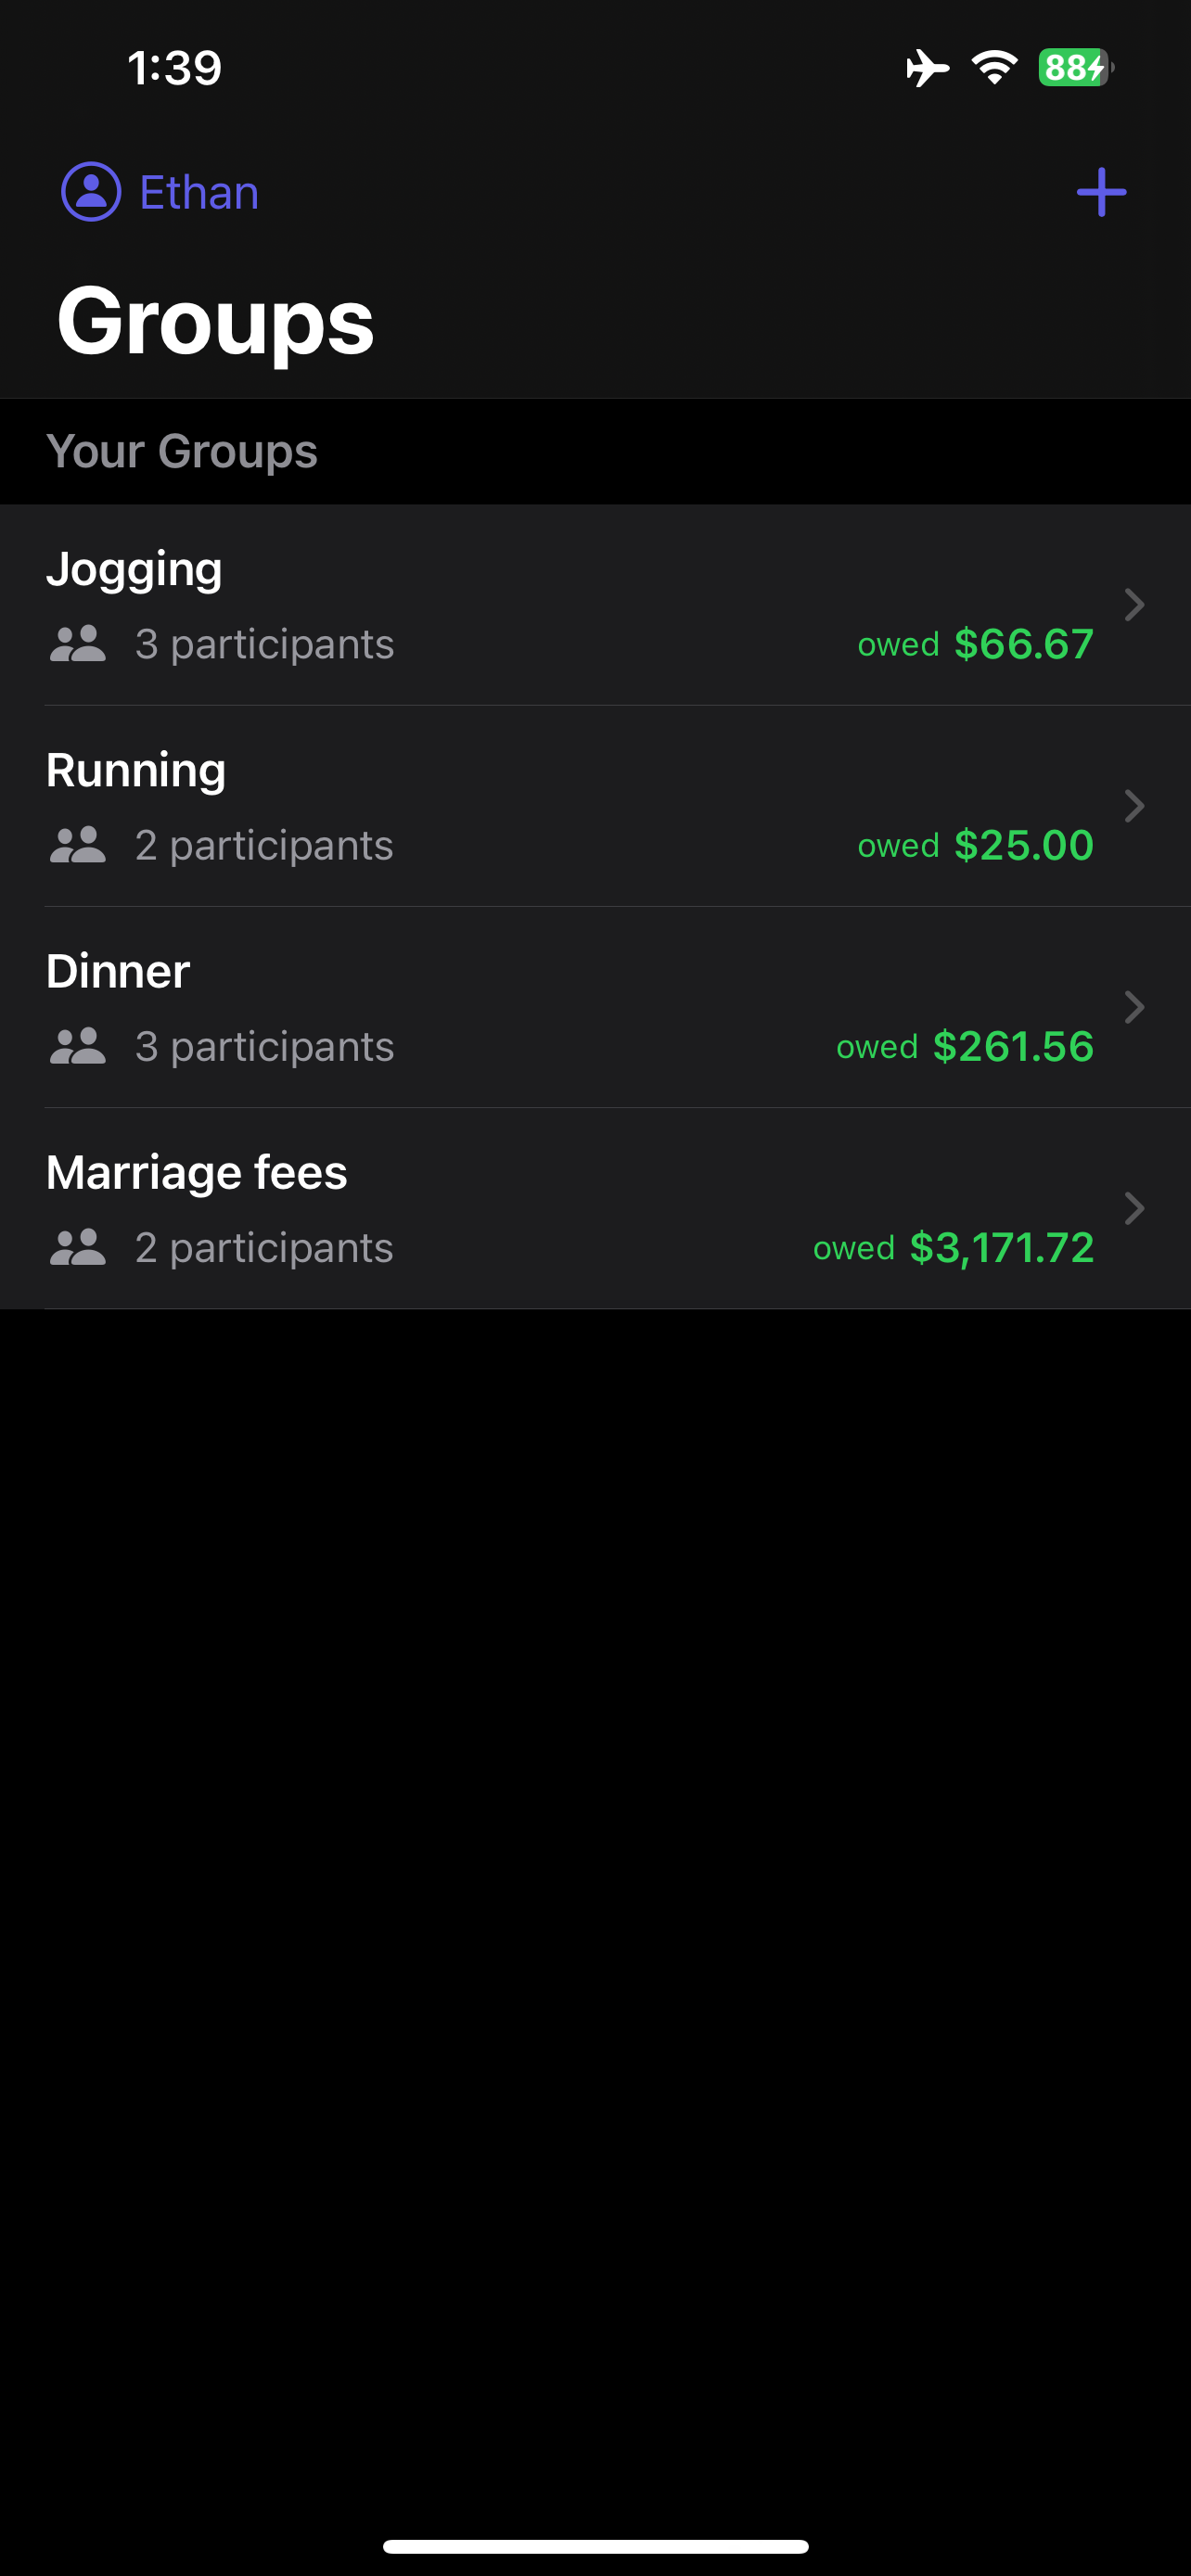 1:39
88
Ethan
Groups
Your Groups
Jogging
3 participants owed $66.67
Running
2 participants owed $25.00
Dinner
3 participants owed $261.56
Marriage fees
2 participants owed $3,171.72